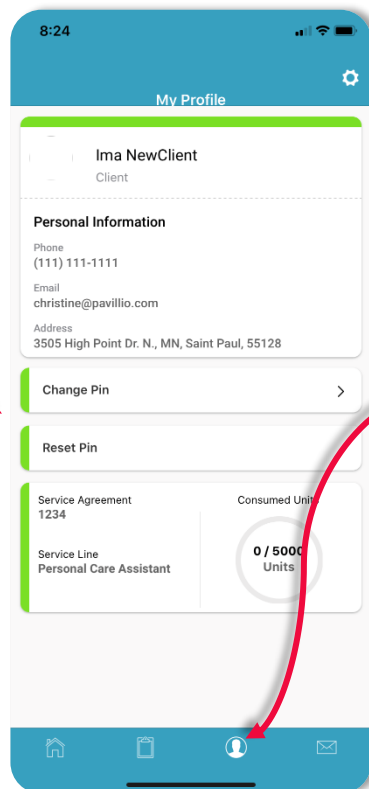 8:24
My Profile
Ima NewClient
Client
Personal Information
Phone
(111) 111-1111
Email
christine@pavillio.com
Address
3505 High Point Dr. N., MN, Saint Paul, 55128
Change Pin
Reset Pin
Service Agreement
1234
Service Line
Personal Care Assistant
Consumed Units
0 / 5000
Units